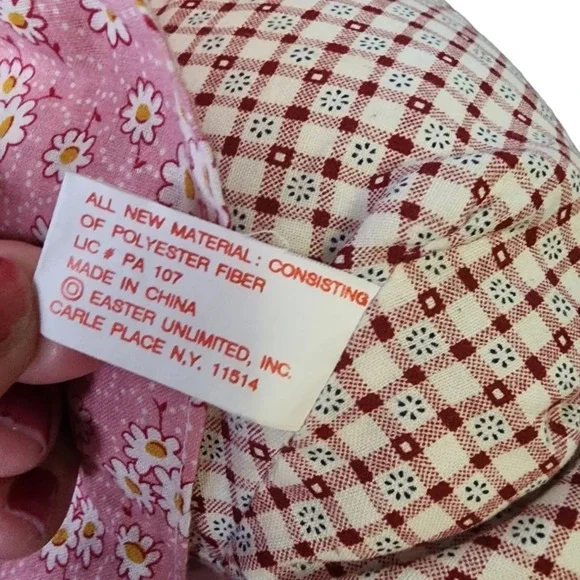 ALL NEW MATERIAL: CONSISTING
OF POLYESTER FIBER
LIC # PA 107
MADE IN CHINA
© EASTER UNLIMITED, INC.
CARLE PLACE N.Y. 11514